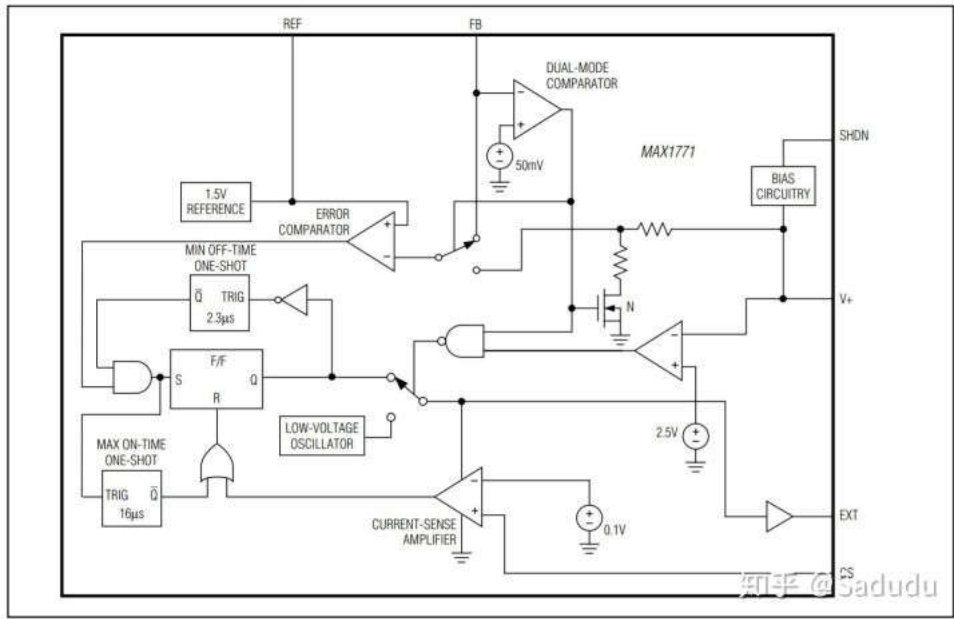 REF
FB
DUAL-MODE
COMPARATOR
−
+
+
−
50mV
MAX1771
SHDN
BIAS
CIRCUITRY
1.5V
REFERENCE
ERROR
COMPARATOR
+
−
MIN OFF-TIME
ONE-SHOT
Q̅ TRIG
2.3µs
N
V+
−
+
F/F
S Q
R
LOW-VOLTAGE
OSCILLATOR
2.5V
+
−
MAX ON-TIME
ONE-SHOT
TRIG Q̅
16µs
−
+
CURRENT-SENSE
AMPLIFIER
+
−
0.1V
EXT
CS
知乎 @Sadudu